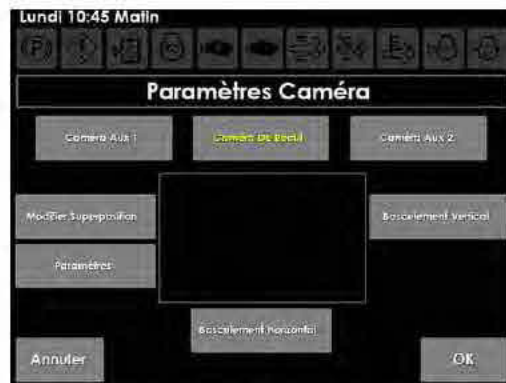 Lundi 10:45 Matin
Paramètres Caméra
Caméra Aux 1
Caméra De Recul
Caméra Aux 2
Modifier Superposition
Basculement Vertical
Paramètres
Basculement Horizontal
Annuler
OK